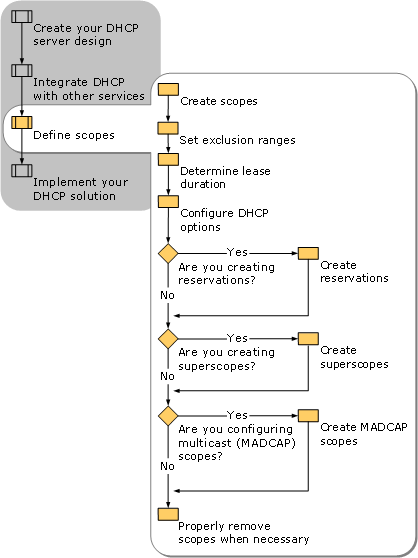 Create your DHCP
server design
Integrate DHCP
with other services
Define scopes
Implement your
DHCP solution
Create scopes
Set exclusion ranges
Determine lease
duration
Configure DHCP
options
Yes
Are you creating
reservations?
Create
reservations
No
Yes
Are you creating
superscopes?
Create
superscopes
No
Yes
Are you configuring
multicast (MADCAP)
scopes?
Create MADCAP
scopes
No
Properly remove
scopes when necessary